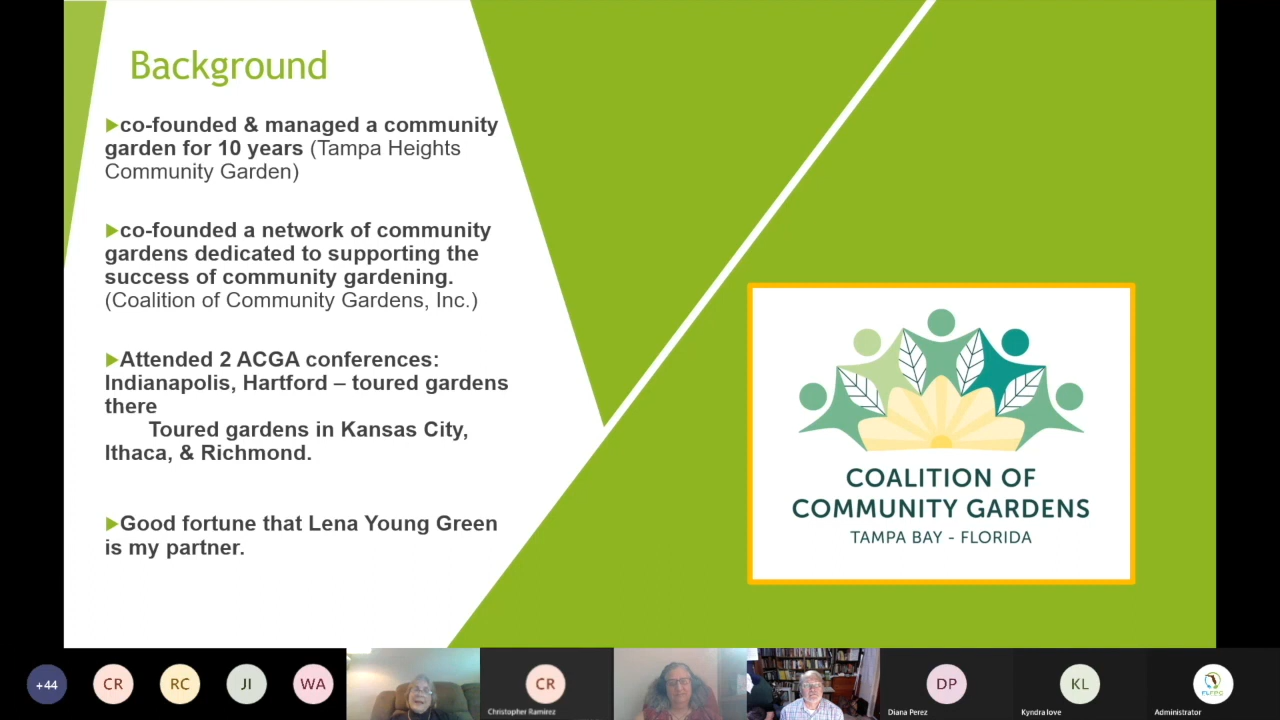 Background
co-founded & managed a community
garden for 10 years (Tampa Heights
Community Garden)
co-founded a network of community
gardens dedicated to supporting the
success of community gardening.
(Coalition of Community Gardens, Inc.)
Attended 2 ACGA conferences:
Indianapolis, Hartford – toured gardens
there
Toured gardens in Kansas City,
Ithaca, & Richmond.
Good fortune that Lena Young Green
is my partner.
COALITION OF
COMMUNITY GARDENS
TAMPA BAY - FLORIDA
+44
CR
RC
JI
WA
CR
Christopher Ramirez
DP
Diana Perez
KL
Kyndra love
FLFPC
Administrator